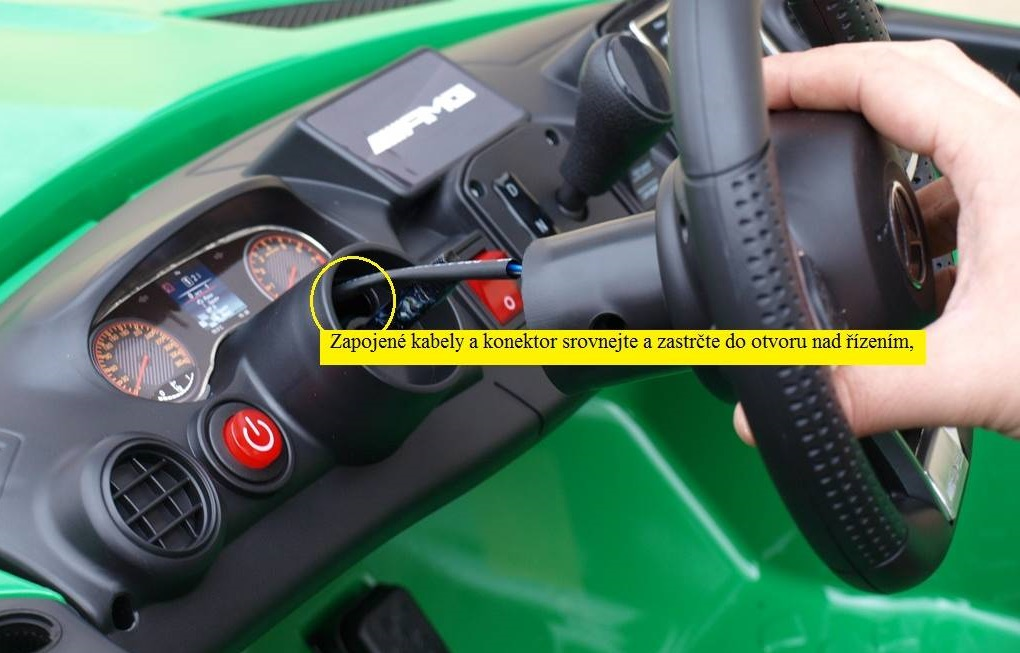 AMG
Zapojené kabely a konektor srovnejte a zastrčte do otvoru nad řízením,